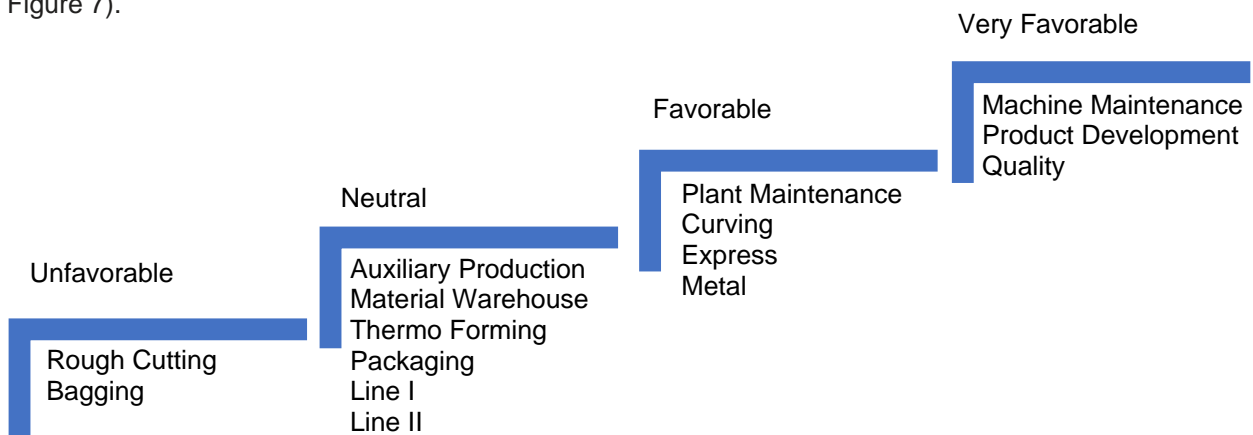 Figure 7).
Very Favorable
Machine Maintenance
Product Development
Quality
Favorable
Plant Maintenance
Curving
Express
Metal
Neutral
Auxiliary Production
Material Warehouse
Thermo Forming
Packaging
Line I
Line II
Unfavorable
Rough Cutting
Bagging